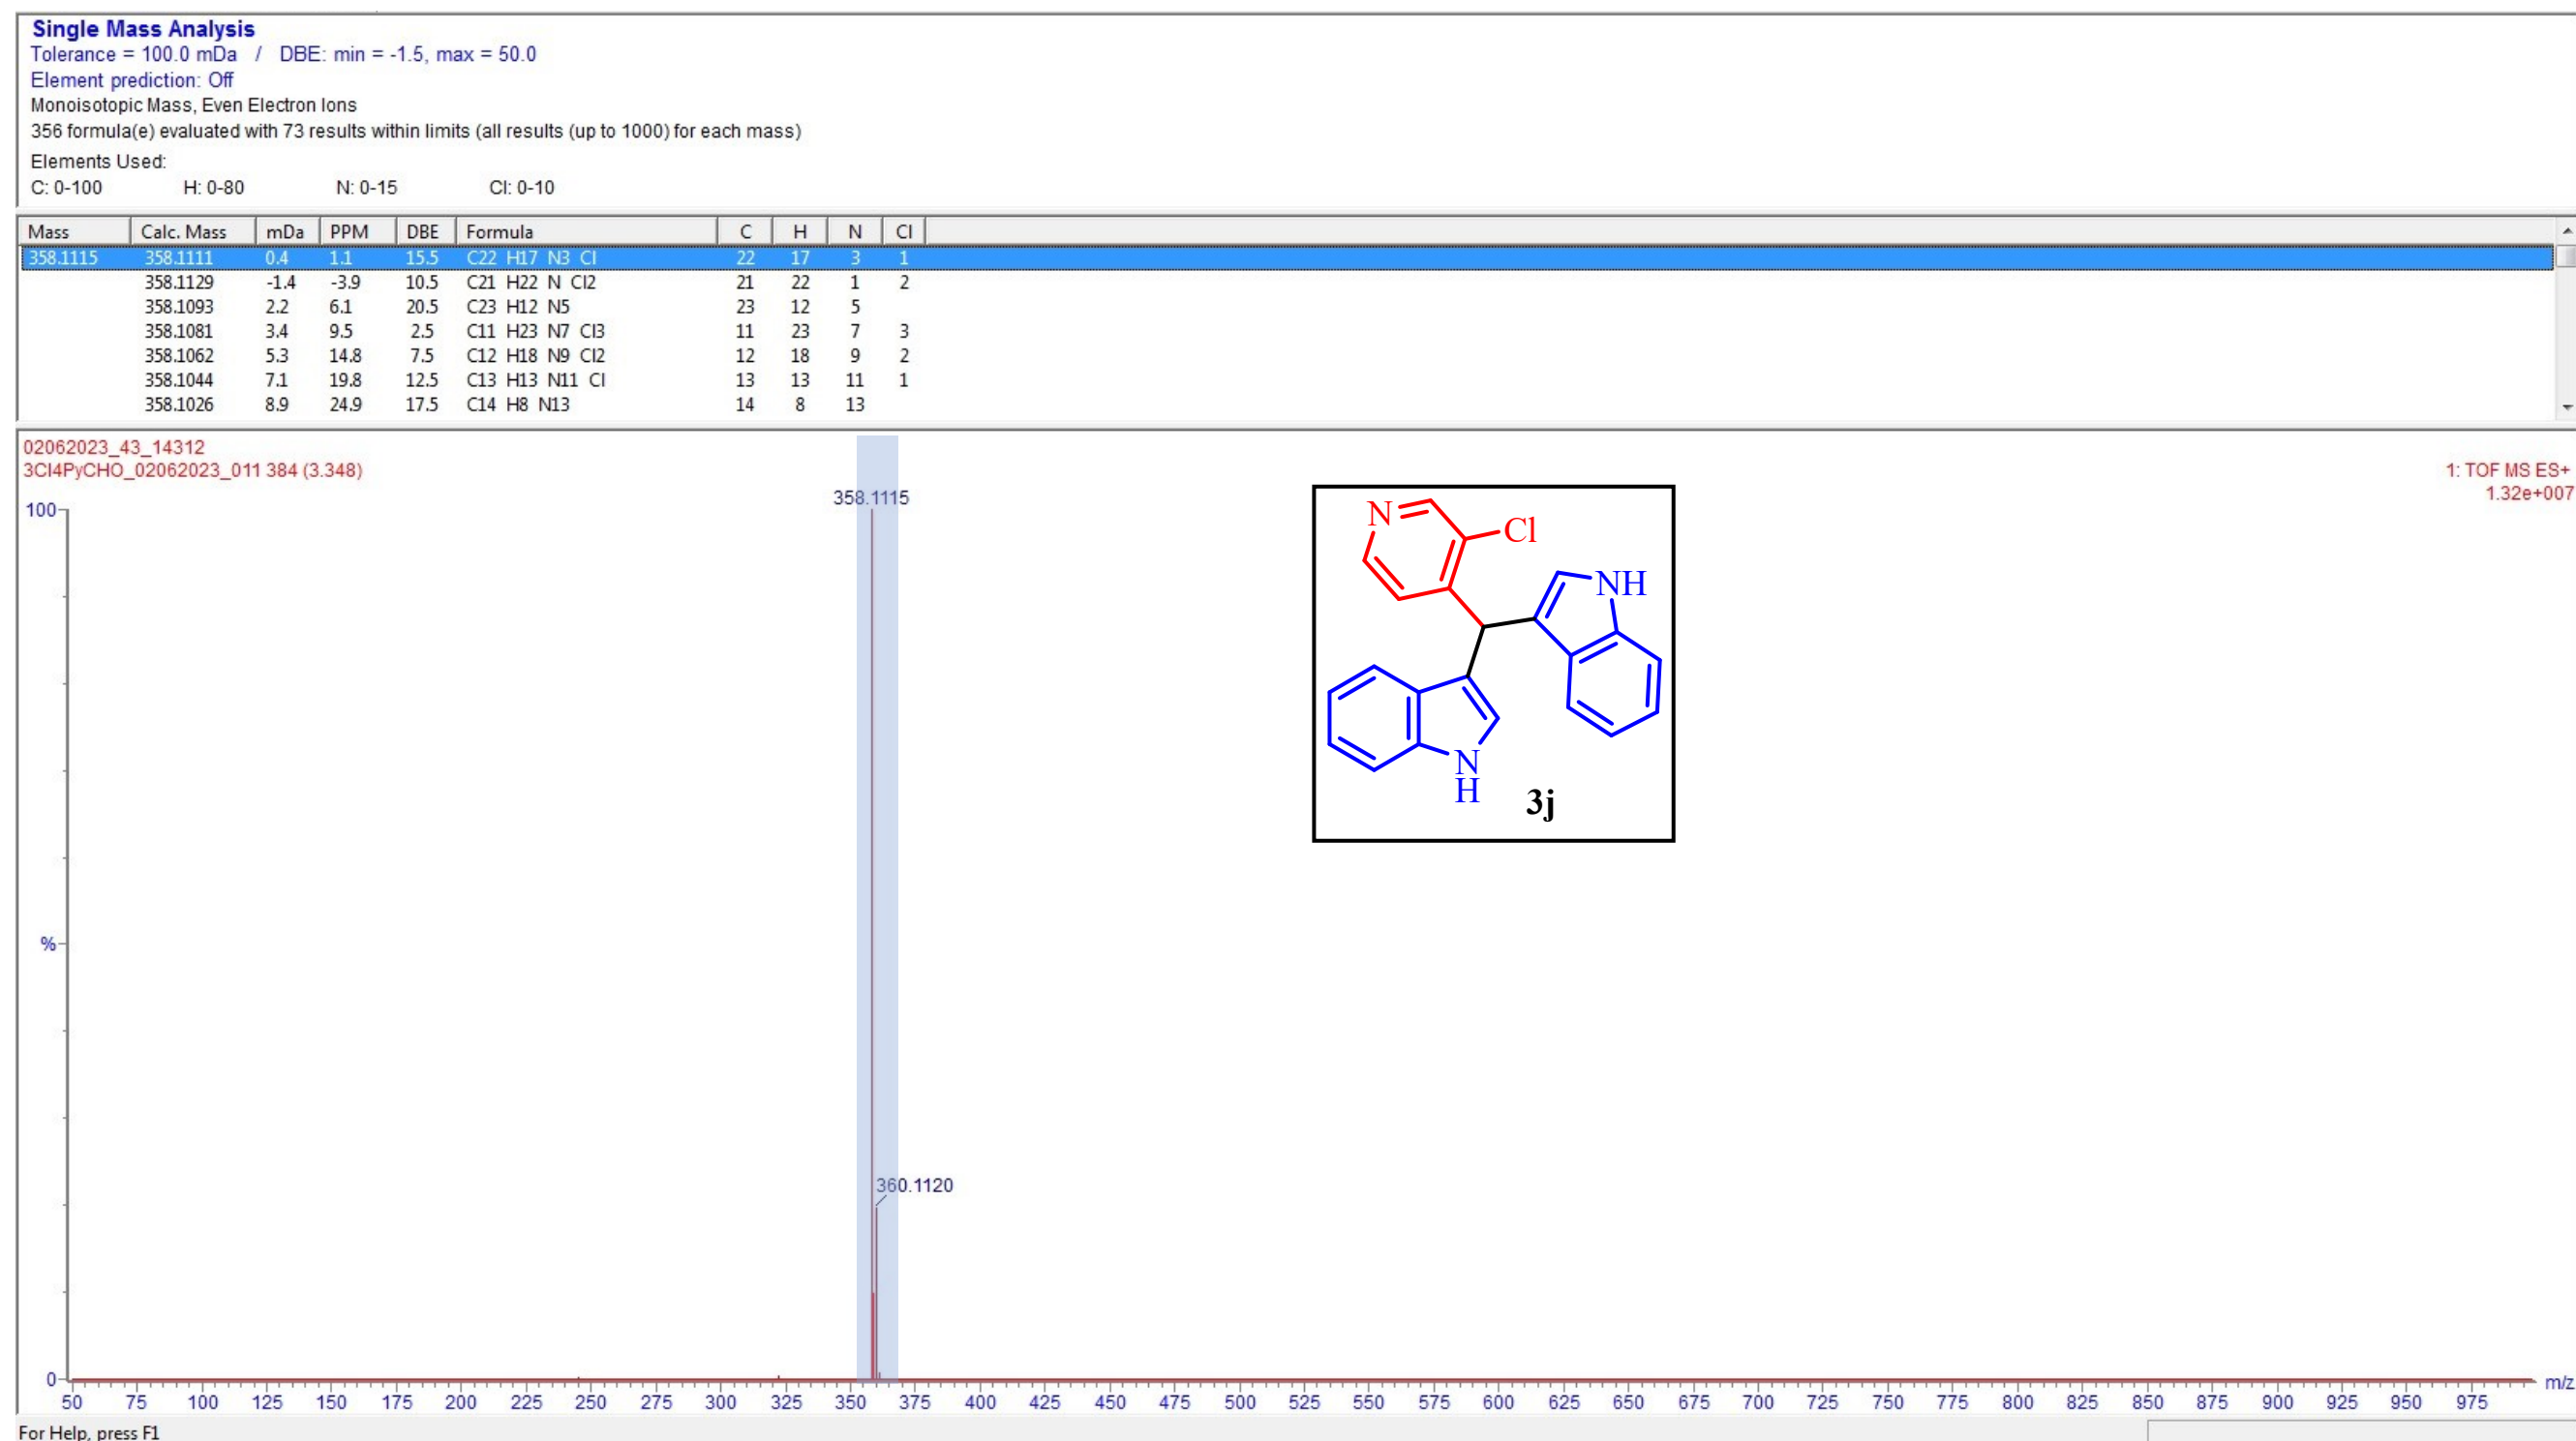 Single Mass Analysis
Tolerance = 100.0 mDa / DBE: min = -1.5, max = 50.0
Element prediction: Off
Monoisotopic Mass, Even Electron Ions
356 formula(e) evaluated with 73 results within limits (all results (up to 1000) for each mass)
Elements Used:
C: 0-100 H: 0-80 N: 0-15 Cl: 0-10
Mass Calc. Mass mDa PPM DBE Formula C H N Cl
358.1115 358.1111 0.4 1.1 15.5 C22 H17 N3 Cl 22 17 3 1
358.1129 -1.4 -3.9 10.5 C21 H22 N Cl2 21 22 1 2
358.1093 2.2 6.1 20.5 C23 H12 N5 23 12 5
358.1081 3.4 9.5 2.5 C11 H23 N7 Cl3 11 23 7 3
358.1062 5.3 14.8 7.5 C12 H18 N9 Cl2 12 18 9 2
358.1044 7.1 19.8 12.5 C13 H13 N11 Cl 13 13 11 1
358.1026 8.9 24.9 17.5 C14 H8 N13 14 8 13
02062023_43_14312
3Cl4PyCHO_02062023_011 384 (3.348)
1: TOF MS ES+
1.32e+007
358.1115
100
N
Cl
NH
N
H
3j
%
360.1120
0
50 75 100 125 150 175 200 225 250 275 300 325 350 375 400 425 450 475 500 525 550 575 600 625 650 675 700 725 750 775 800 825 850 875 900 925 950 975
m/z
For Help, press F1